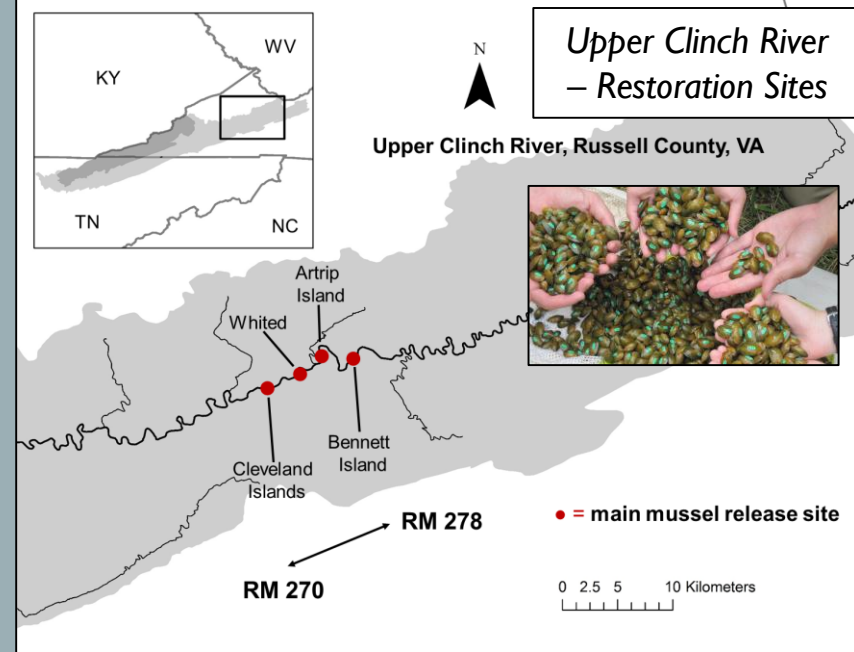 Upper Clinch River
– Restoration Sites
WV
KY
TN
NC
N
Upper Clinch River, Russell County, VA
Artrip
Island
Whited
Bennett
Island
Cleveland
Islands
RM 278
RM 270
• = main mussel release site
0 2.5 5 10 Kilometers